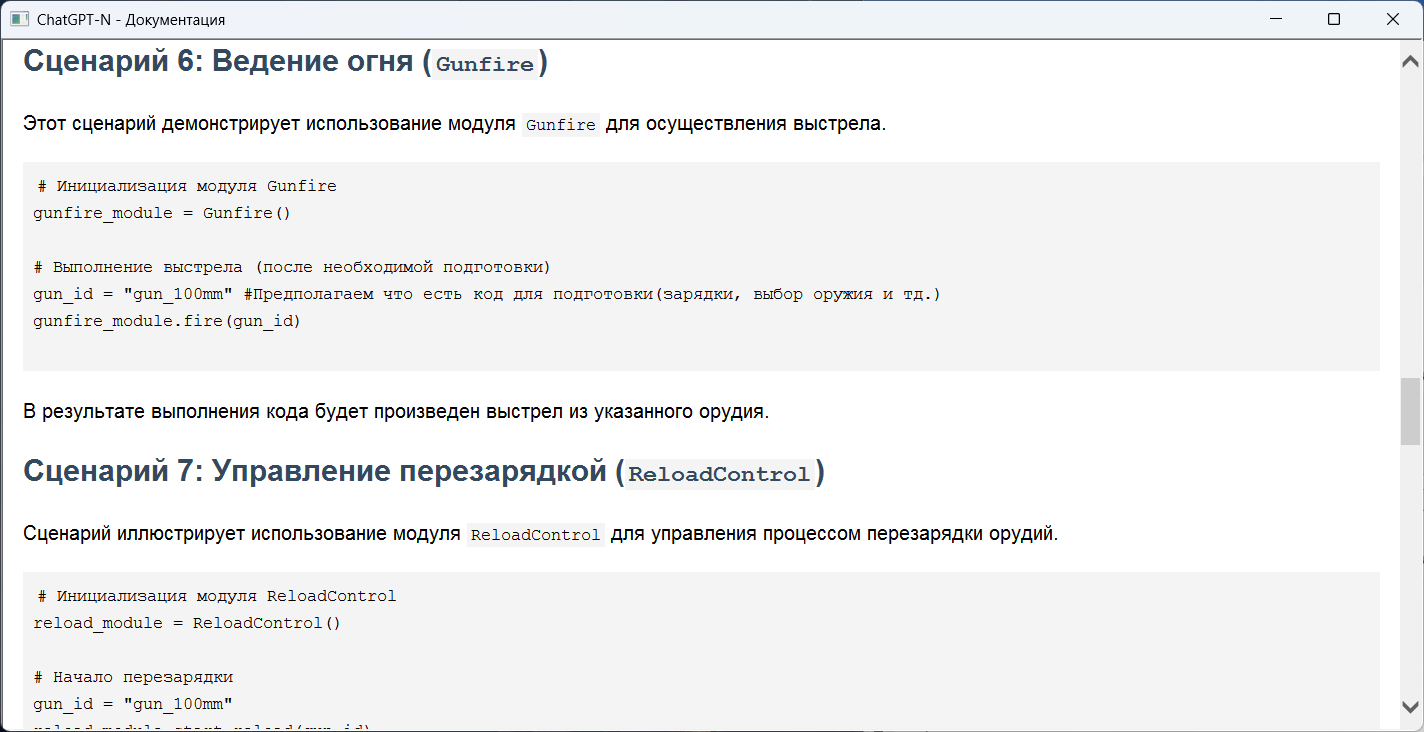 ChatGPT-N - Документация
Сценарий 6: Ведение огня (Gunfire)
Этот сценарий демонстрирует использование модуля Gunfire для осуществления выстрела.
# Инициализация модуля Gunfire
gunfire_module = Gunfire()
# Выполнение выстрела (после необходимой подготовки)
gun_id = "gun_100mm" #Предполагаем что есть код для подготовки(зарядки, выбор оружия и тд.)
gunfire_module.fire(gun_id)
В результате выполнения кода будет произведен выстрел из указанного орудия.
Сценарий 7: Управление перезарядкой (ReloadControl)
Сценарий иллюстрирует использование модуля ReloadControl для управления процессом перезарядки орудий.
# Инициализация модуля ReloadControl
reload_module = ReloadControl()
# Начало перезарядки
gun_id = "gun_100mm"
reload_module.start_reload(gun_id)